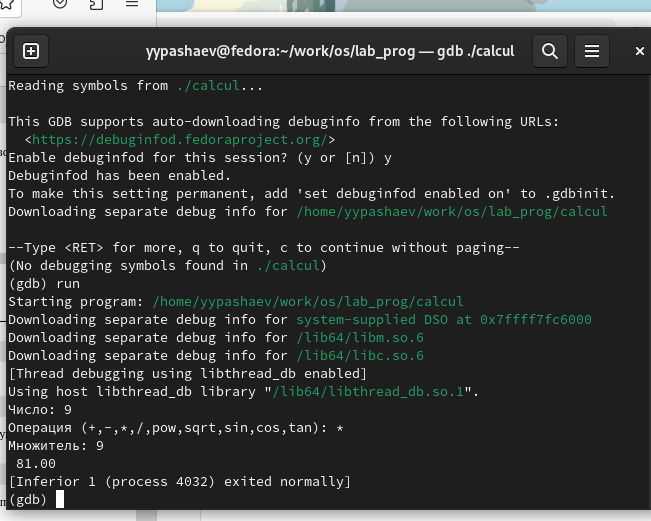 yypashaev@fedora:~/work/os/lab_prog — gdb ./calcul
Reading symbols from ./calcul...
This GDB supports auto-downloading debuginfo from the following URLs:
<https://debuginfod.fedoraproject.org/>
Enable debuginfod for this session? (y or [n]) y
Debuginfod has been enabled.
To make this setting permanent, add 'set debuginfod enabled on' to .gdbinit.
Downloading separate debug info for /home/yypashaev/work/os/lab_prog/calcul
--Type <RET> for more, q to quit, c to continue without paging--
(No debugging symbols found in ./calcul)
(gdb) run
Starting program: /home/yypashaev/work/os/lab_prog/calcul
Downloading separate debug info for system-supplied DSO at 0x7ffff7fc6000
Downloading separate debug info for /lib64/libm.so.6
Downloading separate debug info for /lib64/libc.so.6
[Thread debugging using libthread_db enabled]
Using host libthread_db library "/lib64/libthread_db.so.1".
Число: 9
Операция (+,-,*,/,pow,sqrt,sin,cos,tan): *
Множитель: 9
81.00
[Inferior 1 (process 4032) exited normally]
(gdb)